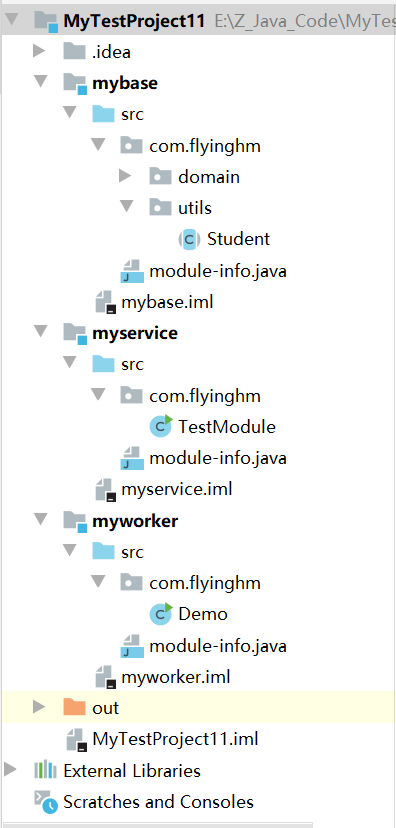 MyTestProject11 E:\Z_Java_Code\MyTes
.idea
mybase
src
com.flyinghm
domain
utils
Student
module-info.java
mybase.iml
myservice
src
com.flyinghm
TestModule
module-info.java
myservice.iml
myworker
src
com.flyinghm
Demo
module-info.java
myworker.iml
out
MyTestProject11.iml
External Libraries
Scratches and Consoles